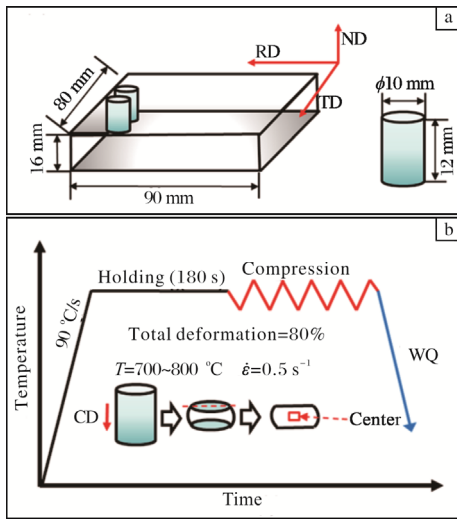 a
ND
RD
TD
80 mm
16 mm
90 mm
ϕ10 mm
12 mm
b
Temperature
90 °C/s
Holding (180 s)
Compression
Total deformation=80%
T=700~800 °C ε̇=0.5 s⁻¹
WQ
CD
Center
Time